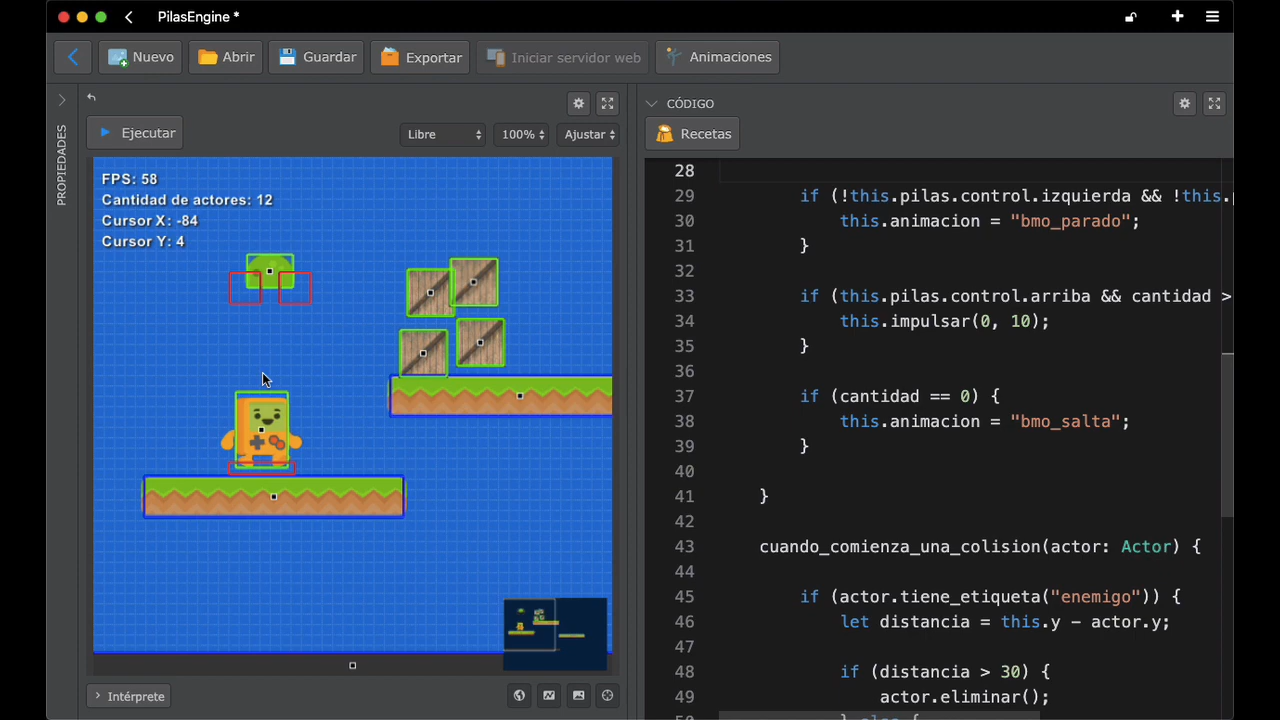 PilasEngine *
Nuevo Abrir Guardar Exportar Iniciar servidor web Animaciones
PROPIEDADES
Ejecutar Libre 100% Ajustar
FPS: 58
Cantidad de actores: 12
Cursor X: -84
Cursor Y: 4
Intérprete
CÓDIGO
Recetas
28
29 if (!this.pilas.control.izquierda && !this.
30 this.animacion = "bmo_parado";
31 }
32
33 if (this.pilas.control.arriba && cantidad >
34 this.impulsar(0, 10);
35 }
36
37 if (cantidad == 0) {
38 this.animacion = "bmo_salta";
39 }
40
41 }
42
43 cuando_comienza_una_colision(actor: Actor) {
44
45 if (actor.tiene_etiqueta("enemigo")) {
46 let distancia = this.y - actor.y;
47
48 if (distancia > 30) {
49 actor.eliminar();
50 } else {